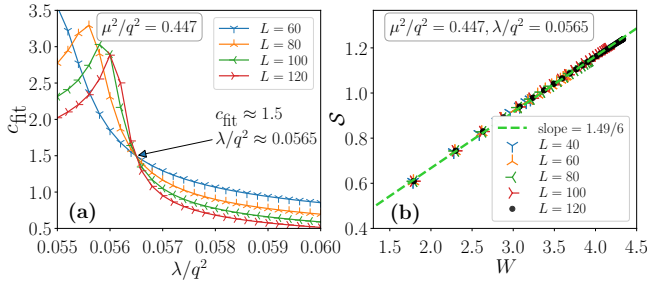 μ²/q² = 0.447
L = 60
L = 80
L = 100
L = 120
c_fit ≈ 1.5
λ/q² ≈ 0.0565
(a)
3.5
3.0
2.5
2.0
1.5
1.0
0.5
c_fit
0.055 0.056 0.057 0.058 0.059 0.060
λ/q²
μ²/q² = 0.447, λ/q² = 0.0565
1.2
1.0
0.8
0.6
0.4
S
slope = 1.49/6
L = 40
L = 60
L = 80
L = 100
L = 120
(b)
1.5 2.0 2.5 3.0 3.5 4.0 4.5
W